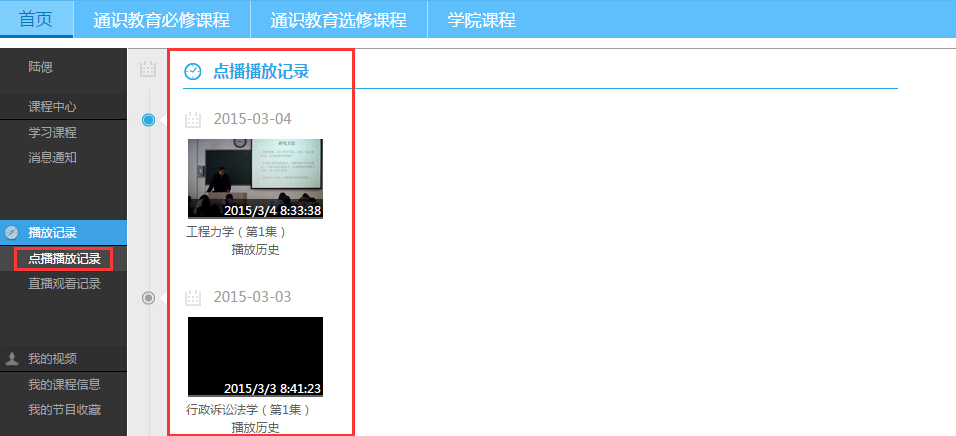 首页 通识教育必修课程 通识教育选修课程 学院课程
陆偲
课程中心
学习课程
消息通知
播放记录
点播播放记录
直播观看记录
我的视频
我的课程信息
我的节目收藏
点播播放记录
2015-03-04
研究方法
2015/3/4 8:33:38
工程力学（第1集）
播放历史
2015-03-03
2015/3/3 8:41:23
行政诉讼法学（第1集）
播放历史